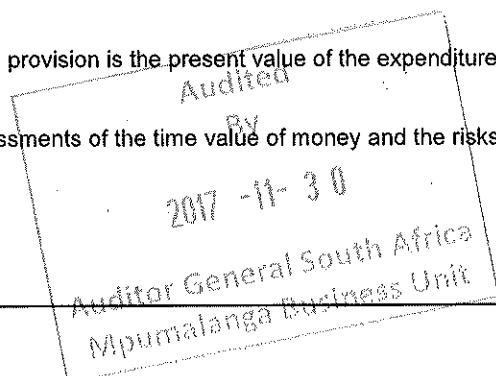 provision is the present value of the expenditure
Audited
ssments of the time value of money and the risks
By
2017 -11- 30
Auditor General South Africa
Mpumalanga Business Unit